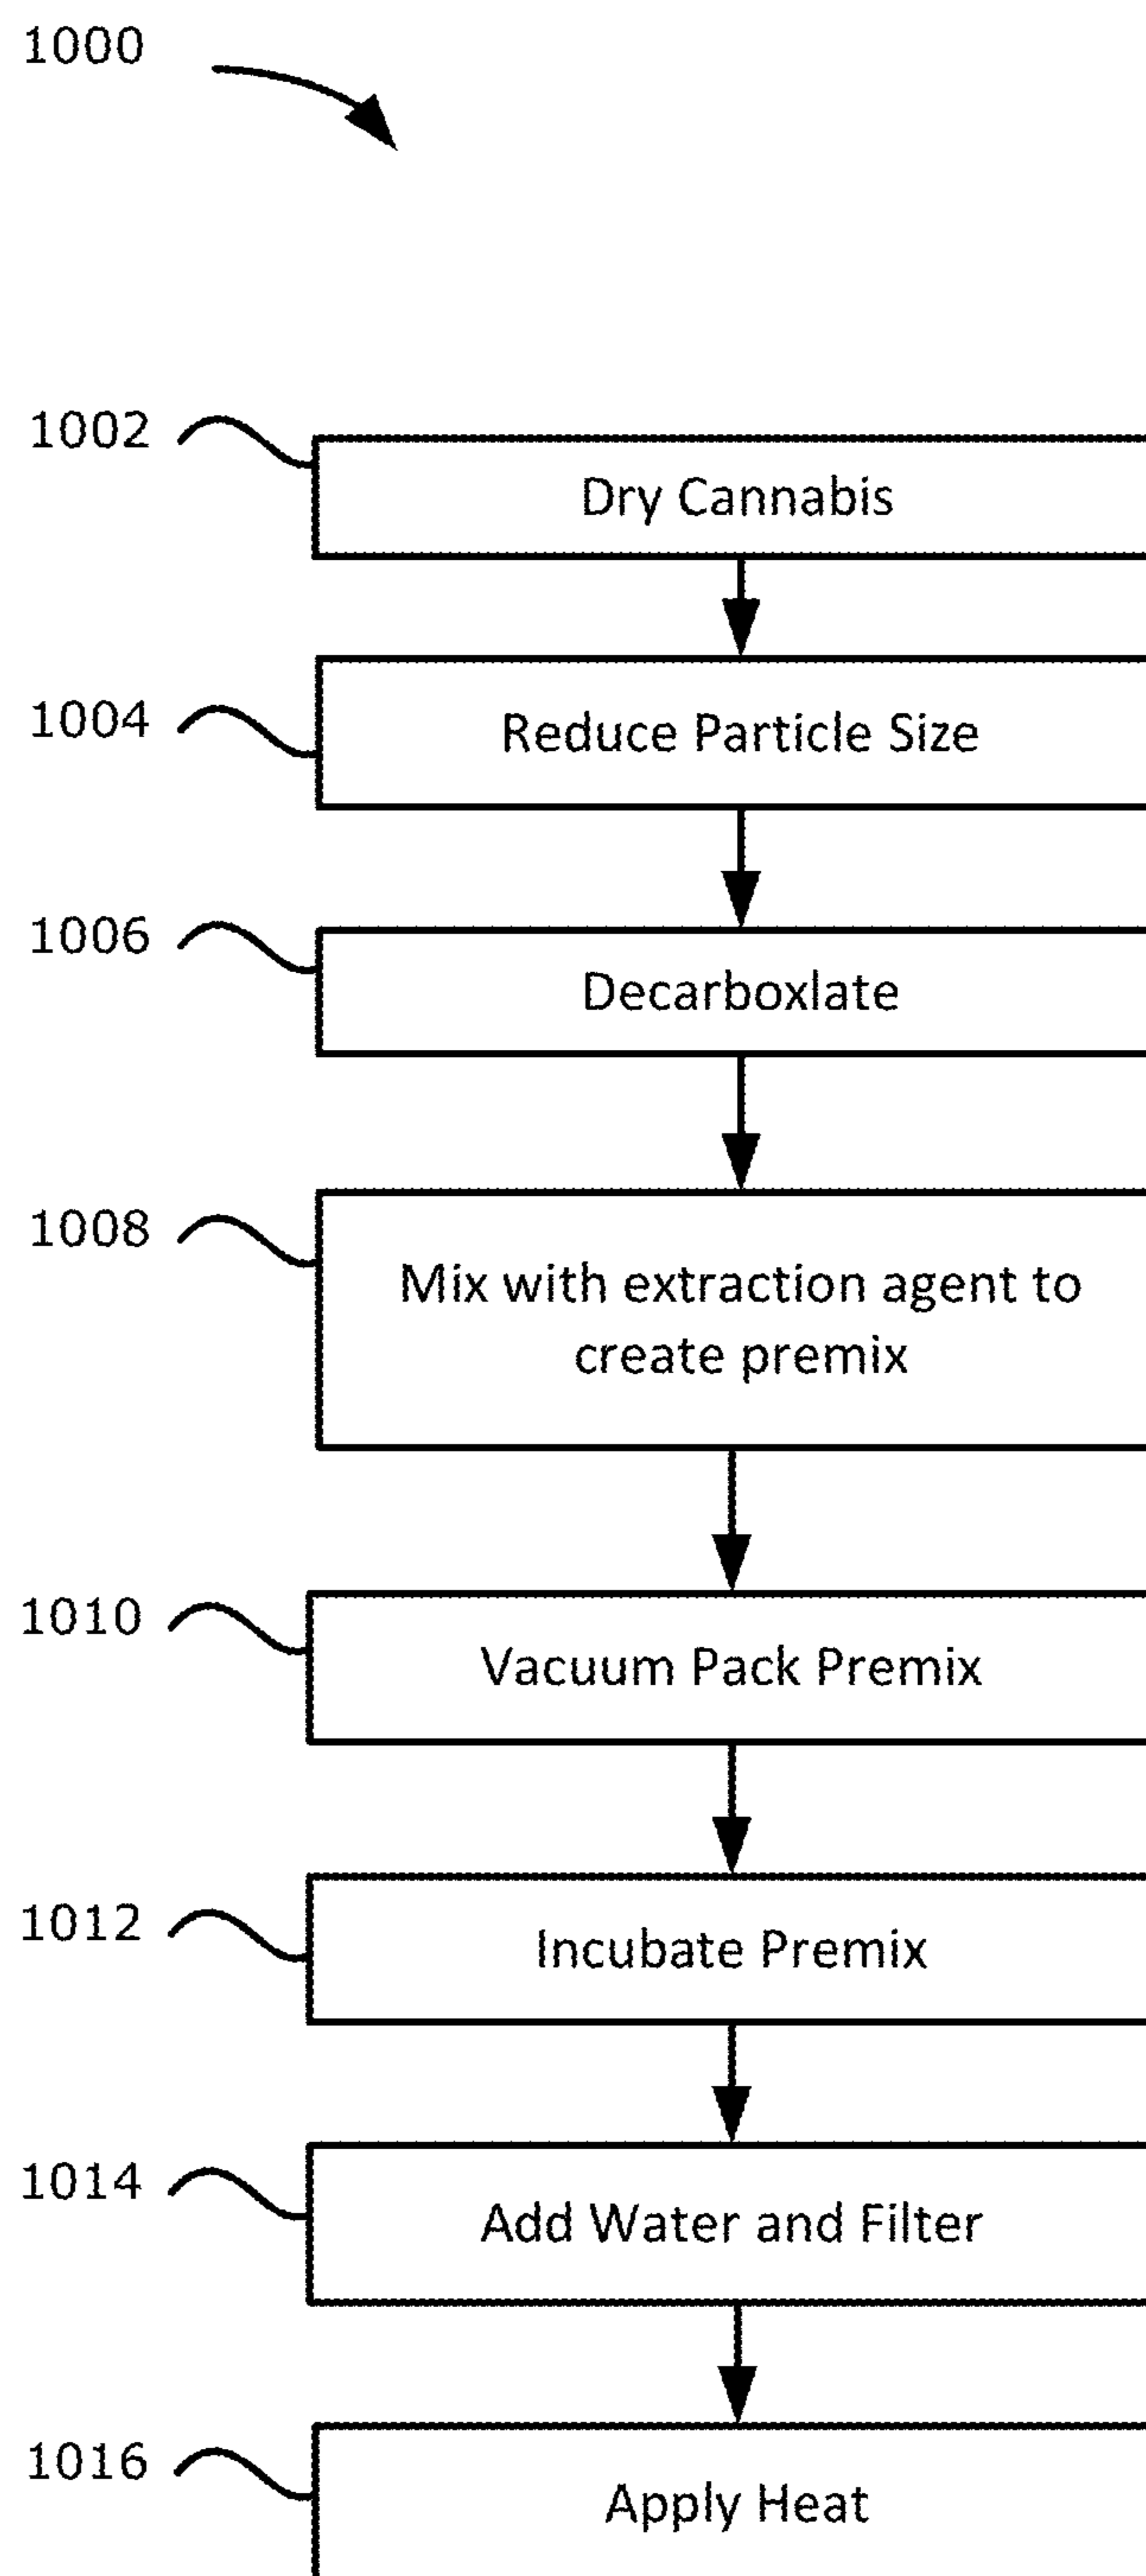 1000
1002
Dry Cannabis
1004
Reduce Particle Size
1006
Decarboxlate
1008
Mix with extraction agent to
create premix
1010
Vacuum Pack Premix
1012
Incubate Premix
1014
Add Water and Filter
1016
Apply Heat